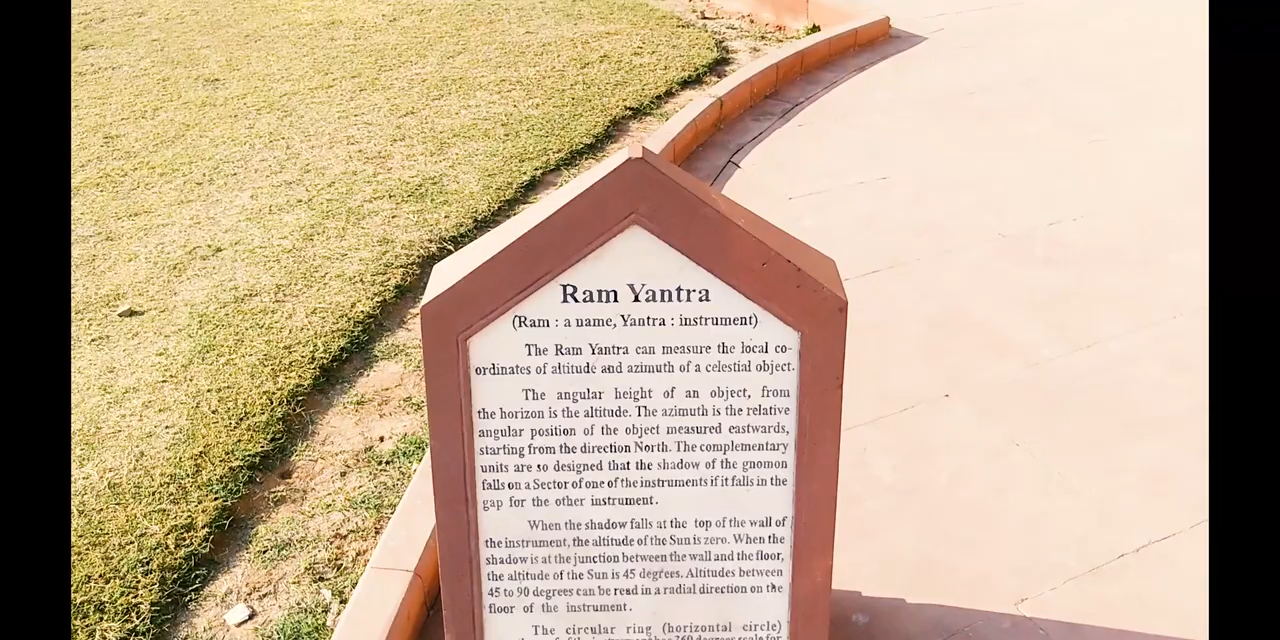 Ram Yantra
(Ram : a name, Yantra : instrument)
The Ram Yantra can measure the local co-
ordinates of altitude and azimuth of a celestial object.
The angular height of an object, from
the horizon is the altitude. The azimuth is the relative
angular position of the object measured eastwards,
starting from the direction North. The complementary
units are so designed that the shadow of the gnomon
falls on a Sector of one of the instruments if it falls in the
gap for the other instrument.
When the shadow falls at the top of the wall of
the instrument, the altitude of the Sun is zero. When the
shadow is at the junction between the wall and the floor,
the altitude of the Sun is 45 degrees. Altitudes between
45 to 90 degrees can be read in a radial direction on the
floor of the instrument.
The circular ring (horizontal circle)